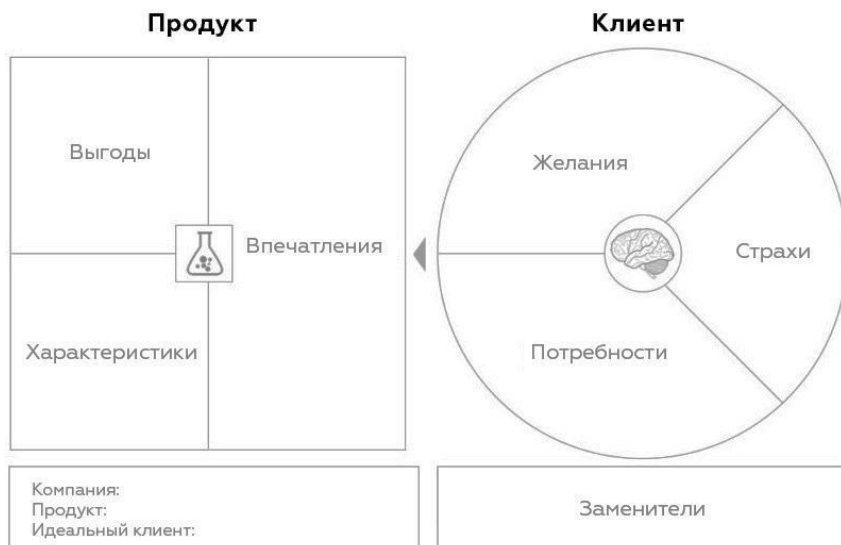 Продукт
Клиент
Выгоды
Впечатления
Характеристики
Желания
Страхи
Потребности
Компания:
Продукт:
Идеальный клиент:
Заменители